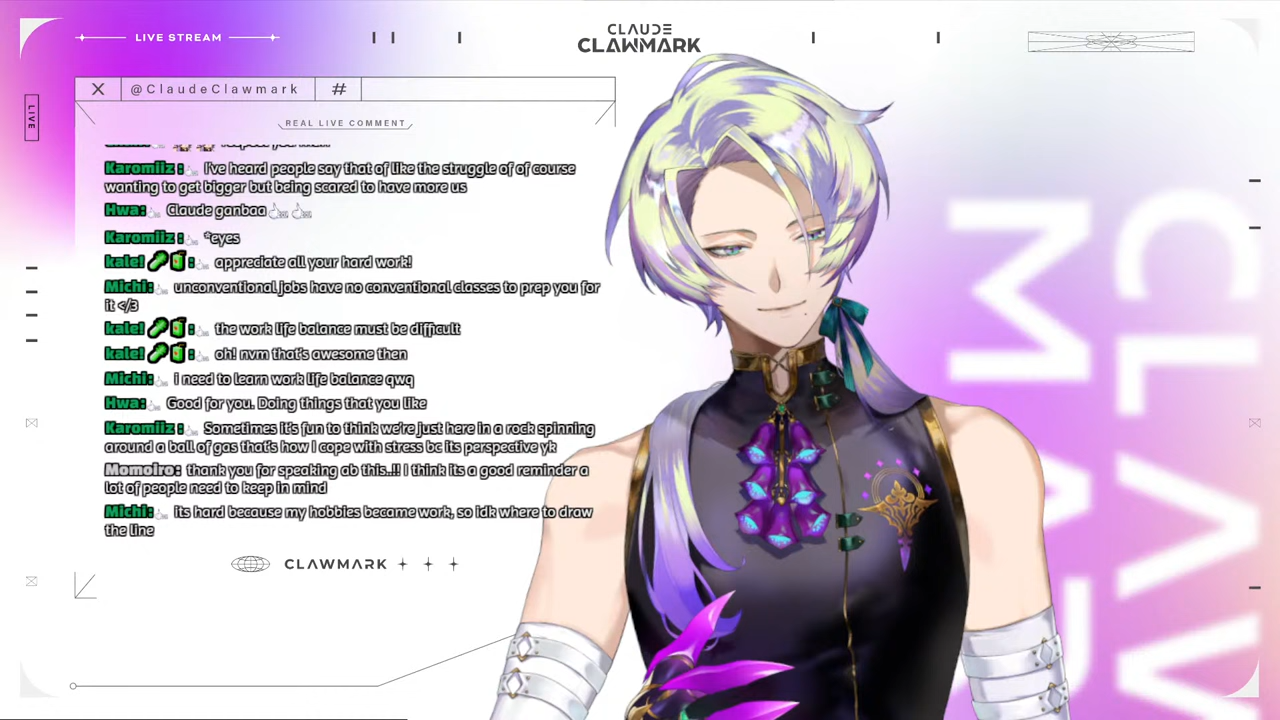 LIVE STREAM
CLAUDE
CLAWMARK
LIVE
X @ClaudeClawmark #
REAL LIVE COMMENT
Karomiiz : I've heard people say that of like the struggle of of course
wanting to get bigger but being scared to have more us
Hwa: Claude ganbaa
Karomiiz : *eyes
kale! : appreciate all your hard work!
Michi: unconventional jobs have no conventional classes to prep you for
it </3
kale! : the work life balance must be difficult
kale! : oh! nvm that's awesome then
Michi: i need to learn work life balance qwq
Hwa: Good for you. Doing things that you like
Karomiiz : Sometimes it's fun to think we're just here in a rock spinning
around a ball of gas that's how I cope with stress bc its perspective yk
Momoiro: thank you for speaking ab this..!! i think its a good reminder a
lot of people need to keep in mind
Michi: its hard because my hobbies became work, so idk where to draw
the line
CLAWMARK
CLAW
MA